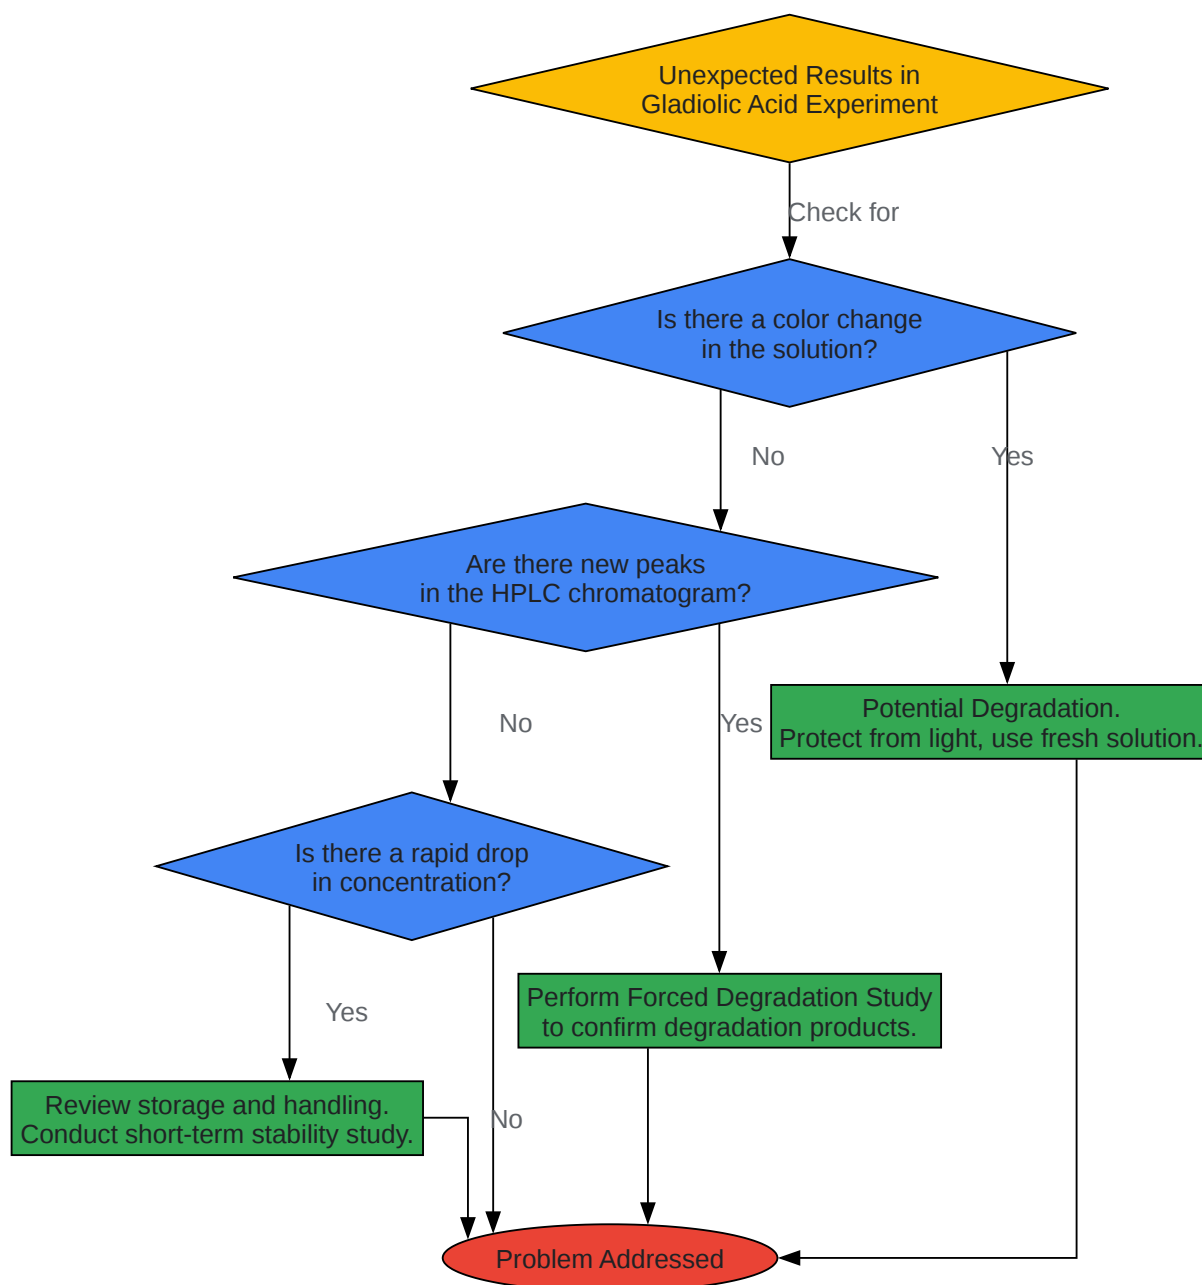 Unexpected Results in
Gladiolic Acid Experiment
Check for
Is there a color change
in the solution?
No
Yes
Are there new peaks
in the HPLC chromatogram?
No
Yes
Potential Degradation.
Protect from light, use fresh solution.
Is there a rapid drop
in concentration?
Yes
No
Perform Forced Degradation Study
to confirm degradation products.
Review storage and handling.
Conduct short-term stability study.
Problem Addressed